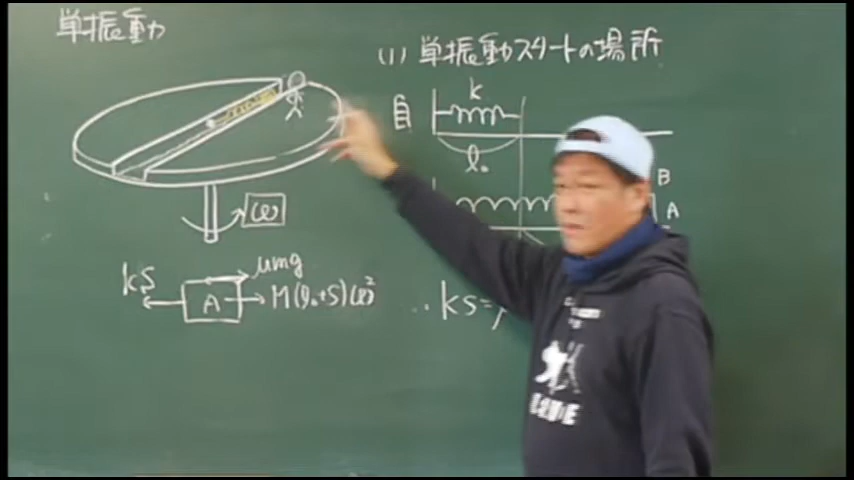 単振動
(1) 単振動スタートの場所
k
自
l₀
B
A
ω
μmg
kS
A
M(l₀+S)ω²
∴ kS=μ